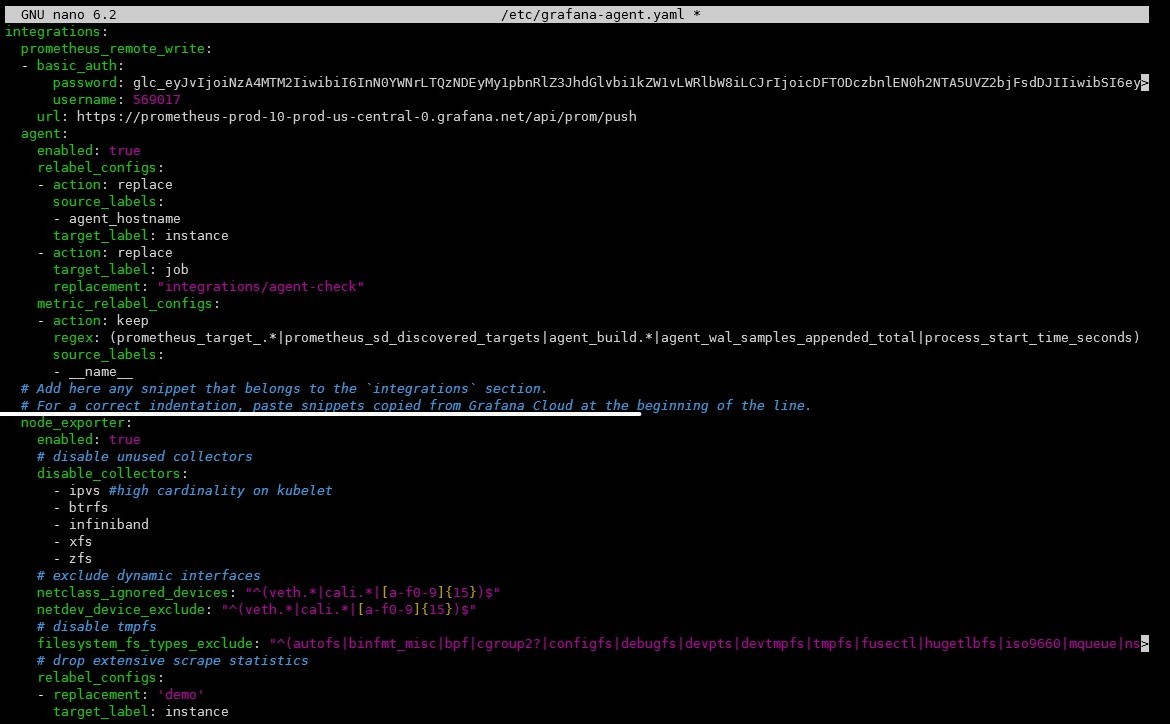 GNU nano 6.2 /etc/grafana-agent.yaml *
integrations:
  prometheus_remote_write:
  - basic_auth:
      password: glc_eyJvIjoiNzA4MTM2IiwibiI6InN0YWNrLTQzNDEyMy1pbnRlZ3JhdGlvbi1kZW1vLWRlbW8iLCJrIjoicDFTODczbnlEN0h2NTA5UVZ2bjFsdDJIIiwibSI6ey>
      username: 569017
    url: https://prometheus-prod-10-prod-us-central-0.grafana.net/api/prom/push
  agent:
    enabled: true
    relabel_configs:
    - action: replace
      source_labels:
      - agent_hostname
      target_label: instance
    - action: replace
      target_label: job
      replacement: "integrations/agent-check"
    metric_relabel_configs:
    - action: keep
      regex: (prometheus_target_.*|prometheus_sd_discovered_targets|agent_build.*|agent_wal_samples_appended_total|process_start_time_seconds)
      source_labels:
      - __name__
  # Add here any snippet that belongs to the `integrations` section.
  # For a correct indentation, paste snippets copied from Grafana Cloud at the beginning of the line.
  node_exporter:
    enabled: true
    # disable unused collectors
    disable_collectors:
      - ipvs #high cardinality on kubelet
      - btrfs
      - infiniband
      - xfs
      - zfs
    # exclude dynamic interfaces
    netclass_ignored_devices: "^(veth.*|cali.*|[a-f0-9]{15})$"
    netdev_device_exclude: "^(veth.*|cali.*|[a-f0-9]{15})$"
    # disable tmpfs
    filesystem_fs_types_exclude: "^(autofs|binfmt_misc|bpf|cgroup2?|configfs|debugfs|devpts|devtmpfs|tmpfs|fusectl|hugetlbfs|iso9660|mqueue|ns>
    # drop extensive scrape statistics
    relabel_configs:
    - replacement: 'demo'
      target_label: instance